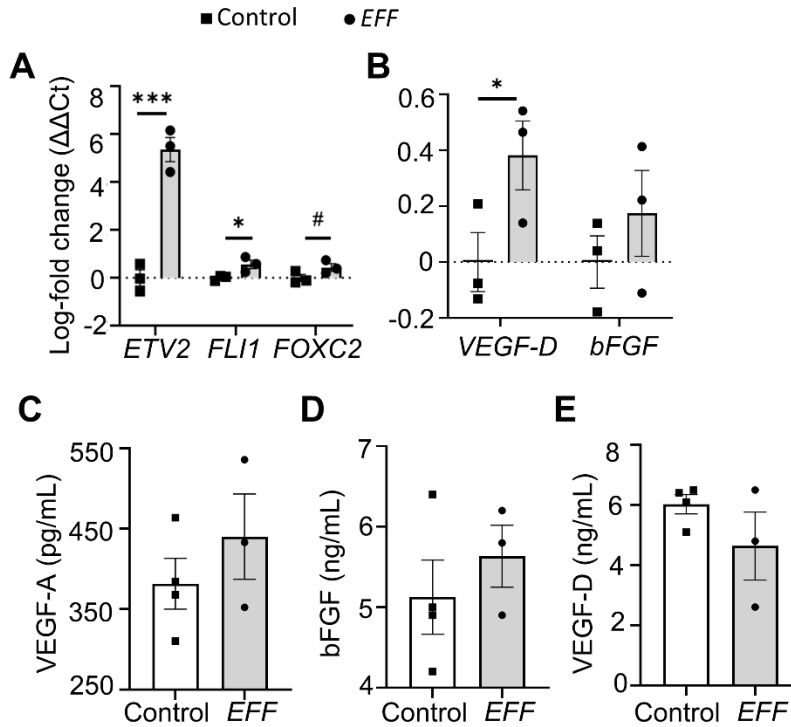 Control EFF
A
Log-fold change (ΔΔCt)
8
6
4
2
0
-2
***
*
#
ETV2 FLI1 FOXC2
B
0.6
0.4
0.2
0
-0.2
*
VEGF-D bFGF
C
VEGF-A (pg/mL)
550
450
350
250
Control EFF
D
bFGF (ng/mL)
7
6
5
4
Control EFF
E
VEGF-D (ng/mL)
8
6
4
2
0
Control EFF